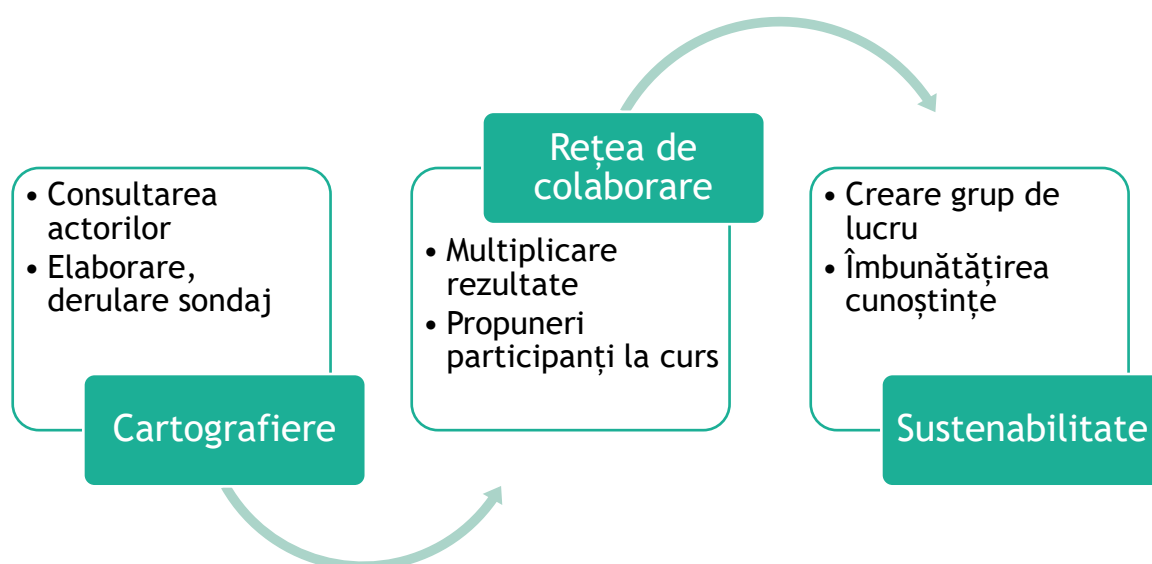 • Consultarea
actorilor
• Elaborare,
derulare sondaj
Cartografiere
Rețea de
colaborare
• Multiplicare
rezultate
• Propuneri
participanți la curs
• Creare grup de
lucru
• Îmbunătățirea
cunoștințe
Sustenabilitate